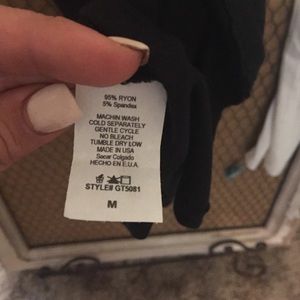 95% RYON
5% Spandex
MACHIN WASH
COLD SEPARATELY
GENTLE CYCLE
NO BLEACH
TUMBLE DRY LOW
MADE IN USA
Sacar Colgado
HECHO EN E.U.A.
STYLE# GT5081
M